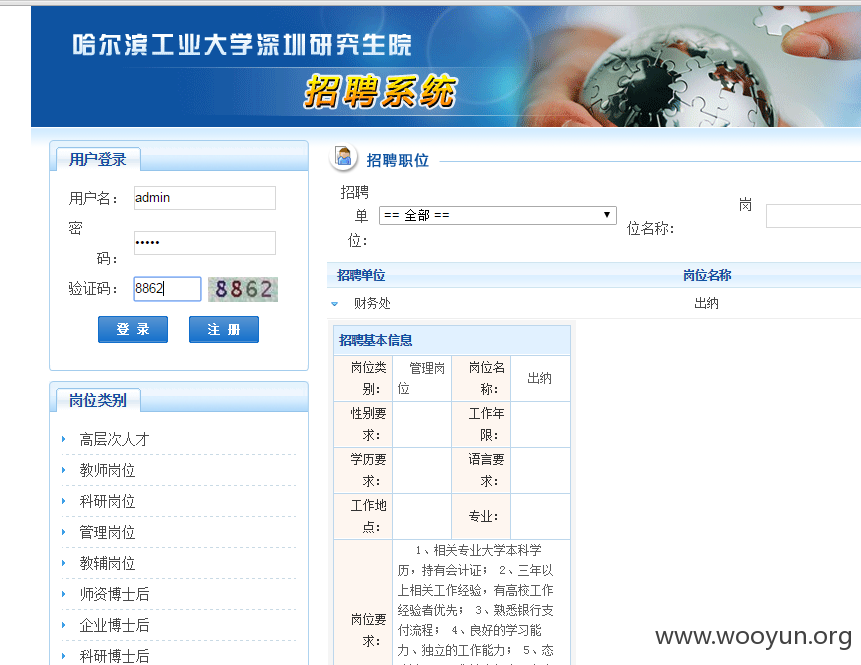 哈尔滨工业大学深圳研究生院
招聘系统
用户登录
用户名：
admin
密
码：
•••••
验证码：
8862
8862
登 录
注 册
岗位类别
高层次人才
教师岗位
科研岗位
管理岗位
教辅岗位
师资博士后
企业博士后
科研博士后
招聘职位
招聘
单
位：
== 全部 ==
岗
位名称：
招聘单位
岗位名称
财务处
出纳
招聘基本信息
岗位类
别：
管理岗
位
岗位名
称：
出纳
性别要
求：
工作年
限：
学历要
求：
语言要
求：
工作地
点：
专业：
岗位要
求：
1、相关专业大学本科学
历，持有会计证； 2、三年以
上相关工作经验，有高校工作
经验者优先； 3、熟悉银行支
付流程； 4、良好的学习能
力、独立的工作能力； 5、态
www.wooyun.org